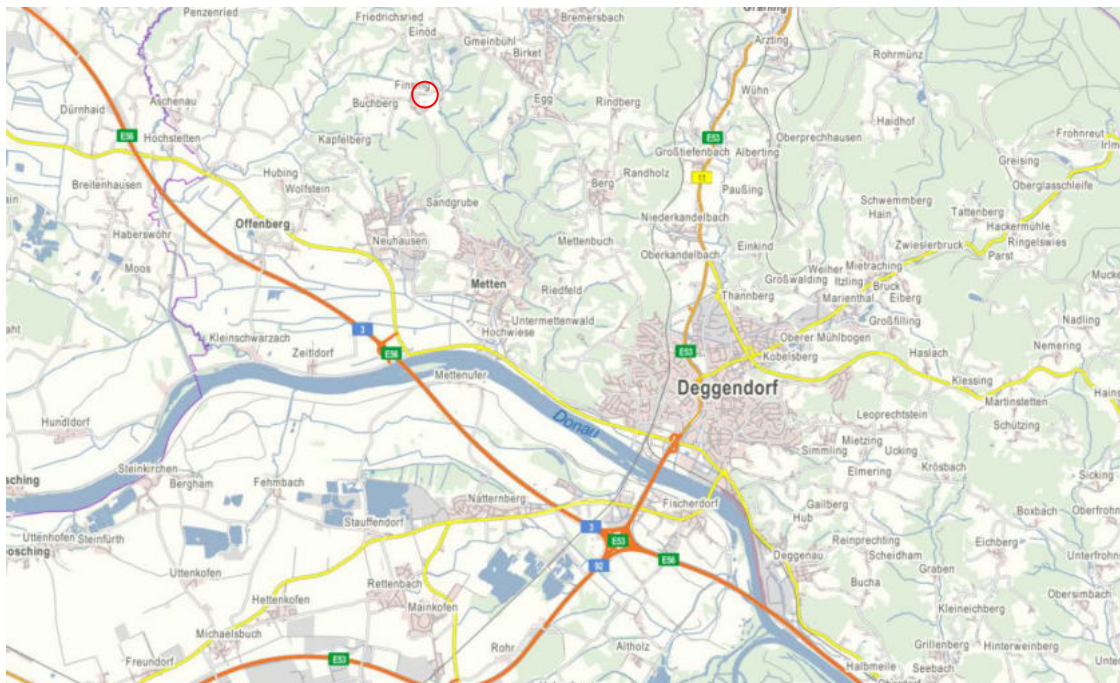 Penzenried
Friedrichsried
Bremersbach
Graling
Einöd
Gmeinbühl
Birket
Arzting
Rohrmünz
Finsing
Buchberg
Egg
Rindberg
Wühn
Haidhof
Dürnhaid
Aschenau
E56
Hochstetten
Kapfelberg
E53
Oberprechhausen
Frohnreut
Großtiefenbach
Alberting
Greising
Breitenhausen
Hubing
Wolfstein
Randholz
11
Berg
Paußing
Oberglasschleife
Sandgrube
Schwemmberg
Hain
Tattenberg
Offenberg
Niederkandelbach
Hackermühle
Haberswöhr
Neuhausen
Mettenbuch
Oberkandelbach
Einkind
Zwieslerbruck
Ringelswies
Parst
Moos
Metten
Riedfeld
Großwalding
Weiher
Mietraching
Itzling
Bruck
Thannberg
Marienthal
Eiberg
Untermettenwald
Großfilling
Nadling
3
Kleinschwarzach
Hochwiese
Oberer Mühlbogen
Zeitldorf
E56
E53
Kobelsberg
Haslach
Nemering
Mettenufer
Deggendorf
Klessing
Martinstetten
Hundldorf
Donau
Leoprechtstein
Schützing
Mietzing
Simmling
Ucking
Steinkirchen
Bergham
Fehmbach
Eimering
Krösbach
Sicking
Natternberg
Fischerdorf
Gailberg
Hub
Boxbach
Stauffendorf
3
Uttenhofen
Steinfürth
E53
Reinprechting
Eichberg
Deggenau
Scheidham
E56
92
Uttenkofen
Rettenbach
Graben
Bucha
Obersimbach
Hettenkofen
Mainkofen
Kleineichberg
Michaelsbuch
Rohr
Altholz
Grillenberg
Hinterweinberg
Freundorf
E53
Halbmeile
Seebach